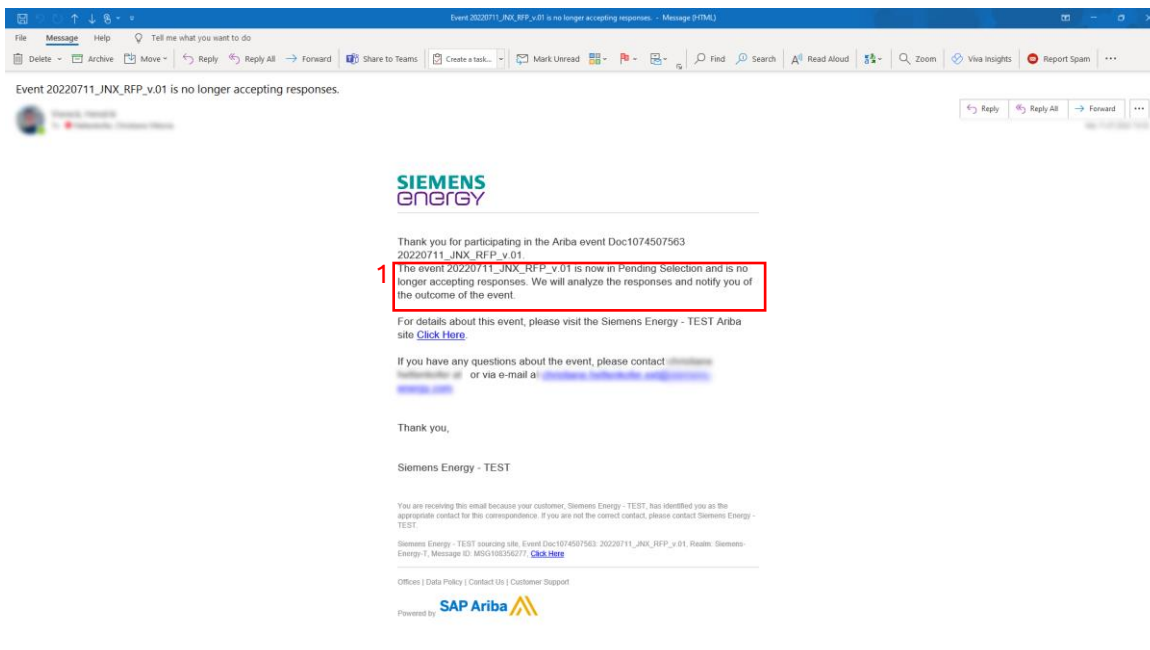 Event 20220711_JNX_RFP_v.01 is no longer accepting responses. - Message (HTML)
File Message Help Tell me what you want to do
Delete Archive Move Reply Reply All Forward Share to Teams Create a task... Mark Unread Find Search Read Aloud Zoom Viva Insights Report Spam ...
Event 20220711_JNX_RFP_v.01 is no longer accepting responses.
Reply Reply All Forward ...
SIEMENS
energy
Thank you for participating in the Ariba event Doc1074507563
20220711_JNX_RFP_v.01.
1
The event 20220711_JNX_RFP_v.01 is now in Pending Selection and is no
longer accepting responses. We will analyze the responses and notify you of
the outcome of the event.
For details about this event, please visit the Siemens Energy - TEST Ariba
site Click Here.
If you have any questions about the event, please contact
or via e-mail a
Thank you,
Siemens Energy - TEST
You are receiving this email because your customer, Siemens Energy - TEST, has identified you as the
appropriate contact for this correspondence. If you are not the correct contact, please contact Siemens Energy -
TEST.
Siemens Energy - TEST sourcing site, Event Doc1074507563: 20220711_JNX_RFP_v.01, Realm: Siemens-
Energy-T, Message ID: MSG108356277, Click Here
Offices | Data Policy | Contact Us | Customer Support
Powered by SAP Ariba